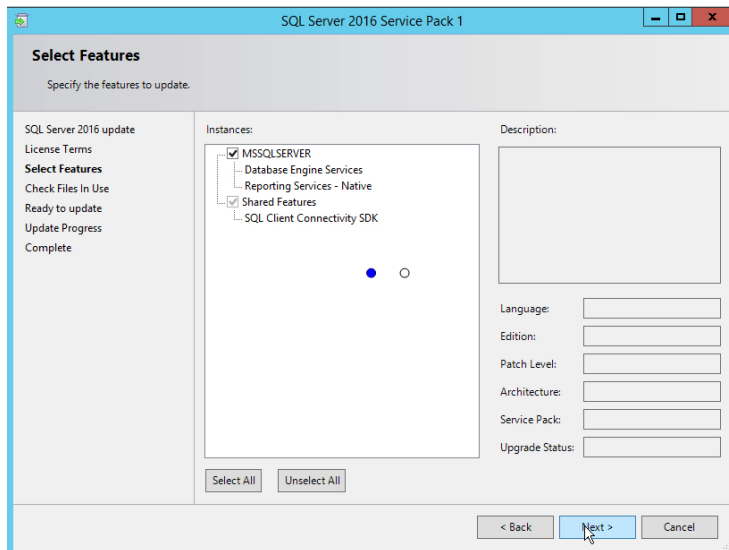 SQL Server 2016 Service Pack 1
Select Features
Specify the features to update.
SQL Server 2016 update
License Terms
Select Features
Check Files In Use
Ready to update
Update Progress
Complete
Instances:
MSSQLSERVER
Database Engine Services
Reporting Services - Native
Shared Features
SQL Client Connectivity SDK
Select All
Unselect All
Description:
Language:
Edition:
Patch Level:
Architecture:
Service Pack:
Upgrade Status:
< Back
Next >
Cancel